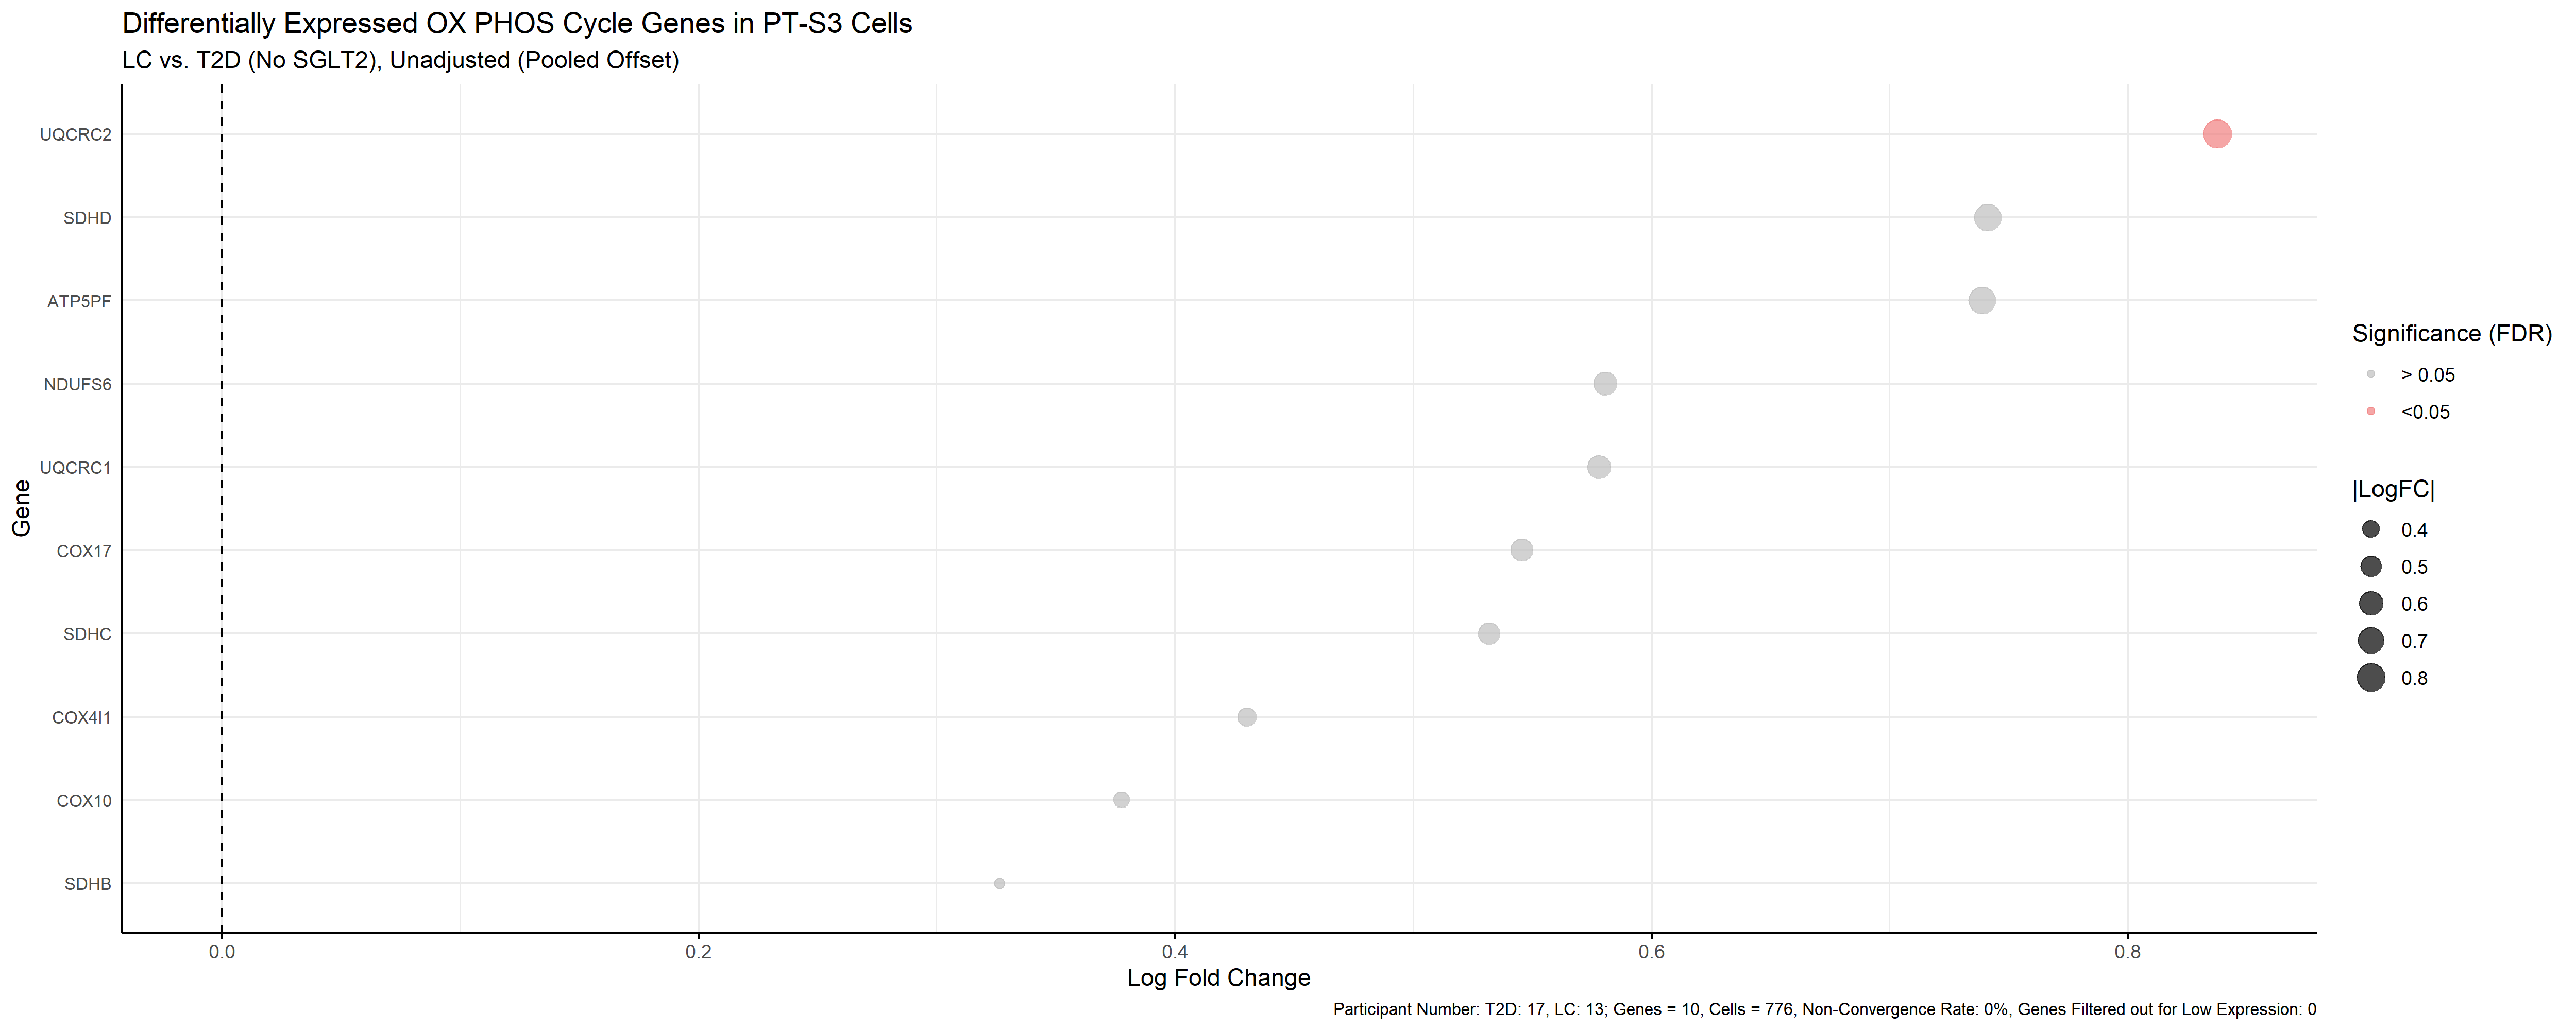 Differentially Expressed OX PHOS Cycle Genes in PT-S3 Cells
LC vs. T2D (No SGLT2), Unadjusted (Pooled Offset)
Gene
UQCRC2
SDHD
ATP5PF
NDUFS6
UQCRC1
COX17
SDHC
COX4I1
COX10
SDHB
0.0
0.2
0.4
0.6
0.8
Log Fold Change
Significance (FDR)
> 0.05
<0.05
|LogFC|
0.4
0.5
0.6
0.7
0.8
Participant Number: T2D: 17, LC: 13; Genes = 10, Cells = 776, Non-Convergence Rate: 0%, Genes Filtered out for Low Expression: 0